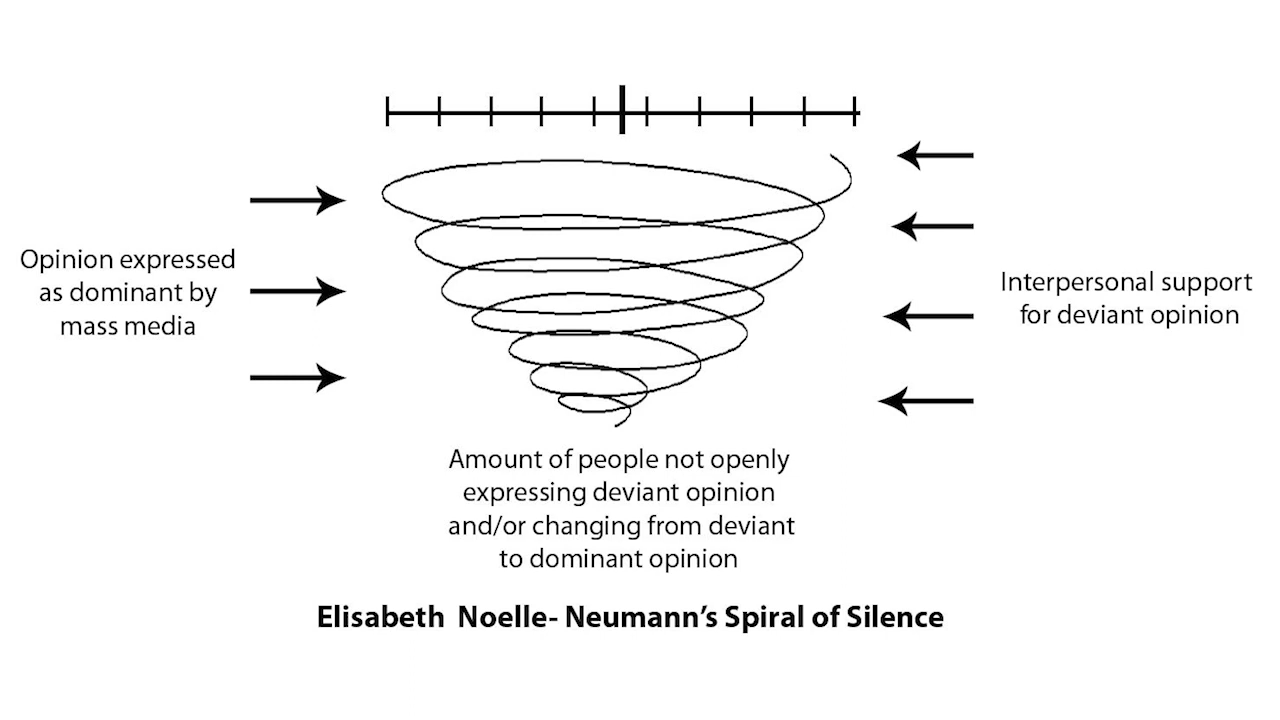 Opinion expressed
as dominant by
mass media
Interpersonal support
for deviant opinion
Amount of people not openly
expressing deviant opinion
and/or changing from deviant
to dominant opinion
Elisabeth  Noelle- Neumann’s Spiral of Silence